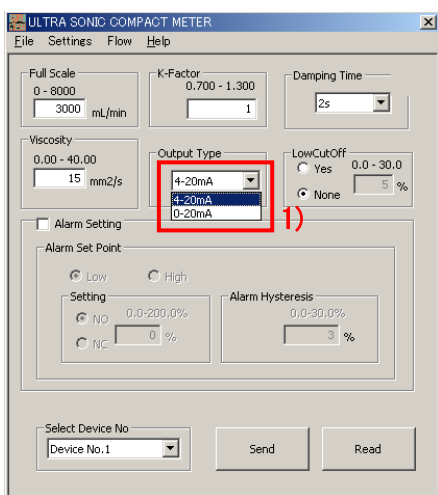 ULTRA SONIC COMPACT METER
File Settings Flow Help
Full Scale
0 - 8000
3000 mL/min
K-Factor
0.700 - 1.300
1
Damping Time
2s
Viscosity
0.00 - 40.00
15 mm2/s
Output Type
4-20mA
4-20mA
0-20mA
1)
LowCutOff
Yes 0.0 - 30.0
None 5 %
Alarm Setting
Alarm Set Point
Low High
Setting
NO 0.0-200.0%
NC 0 %
Alarm Hysteresis
0.0-30.0%
3 %
Select Device No
Device No.1
Send
Read